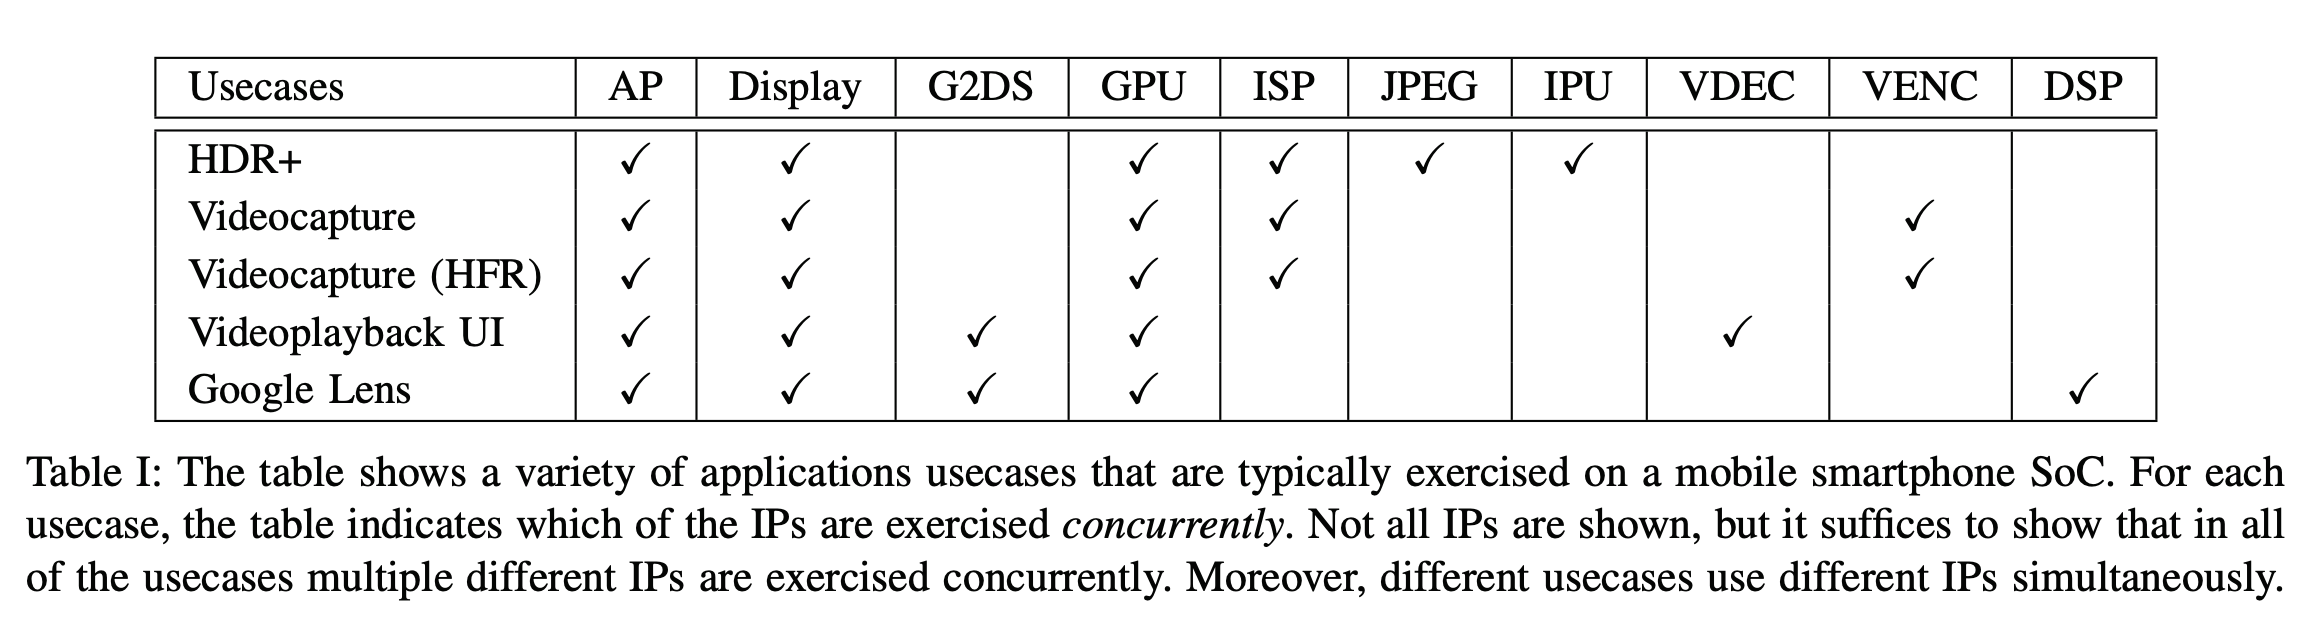 Usecases AP Display G2DS GPU ISP JPEG IPU VDEC VENC DSP
HDR+ ✓ ✓ ✓ ✓ ✓ ✓
Videocapture ✓ ✓ ✓ ✓ ✓
Videocapture (HFR) ✓ ✓ ✓ ✓ ✓
Videoplayback UI ✓ ✓ ✓ ✓ ✓
Google Lens ✓ ✓ ✓ ✓ ✓
Table I: The table shows a variety of applications usecases that are typically exercised on a mobile smartphone SoC. For each
usecase, the table indicates which of the IPs are exercised concurrently. Not all IPs are shown, but it suffices to show that in all
of the usecases multiple different IPs are exercised concurrently. Moreover, different usecases use different IPs simultaneously.